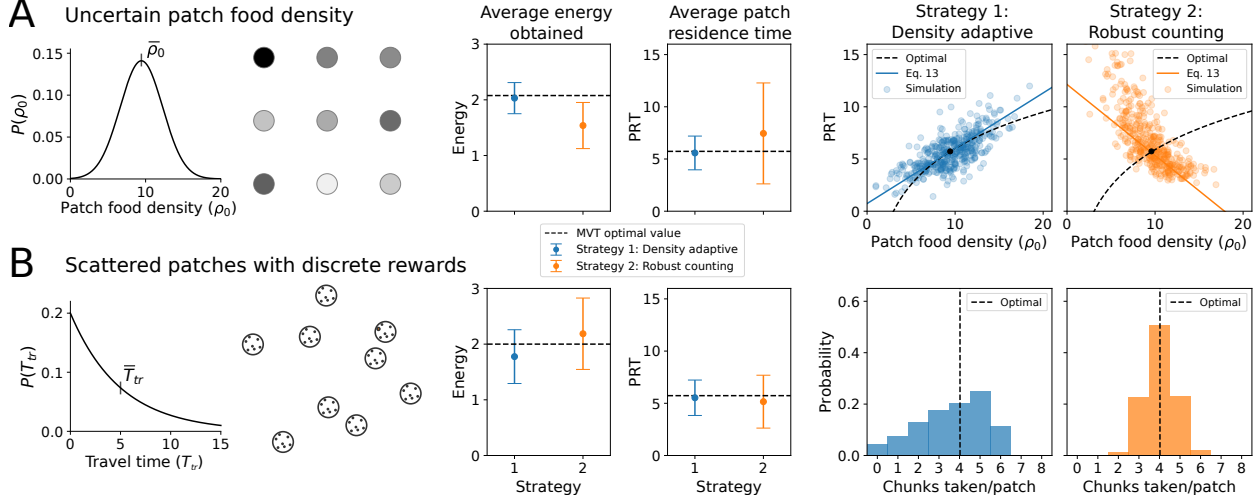 A
Uncertain patch food density
P(ρ0)
0.15
0.10
0.05
0.00
ρ̅0
0
10
20
Patch food density (ρ0)
Average energy
obtained
Energy
3
2
1
0
Average patch
residence time
PRT
15
10
5
0
Strategy 1:
Density adaptive
PRT
15
10
5
0
Optimal
Eq. 13
Simulation
0
10
20
Patch food density (ρ0)
Strategy 2:
Robust counting
Optimal
Eq. 13
Simulation
0
10
20
Patch food density (ρ0)
MVT optimal value
Strategy 1: Density adaptive
Strategy 2: Robust counting
B
Scattered patches with discrete rewards
P(Ttr)
0.2
0.1
0.0
T̅tr
0
5
10
15
Travel time (Ttr)
Energy
3
2
1
0
1
2
Strategy
PRT
15
10
5
0
1
2
Strategy
Probability
0.6
0.4
0.2
0.0
Optimal
0 1 2 3 4 5 6 7 8
Chunks taken/patch
Optimal
0 1 2 3 4 5 6 7 8
Chunks taken/patch